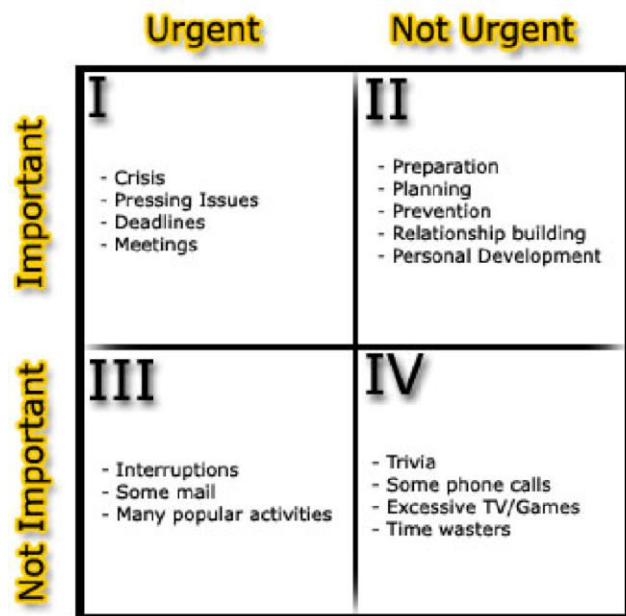 Urgent
Not Urgent
Important
I
- Crisis
- Pressing Issues
- Deadlines
- Meetings
II
- Preparation
- Planning
- Prevention
- Relationship building
- Personal Development
Not Important
III
- Interruptions
- Some mail
- Many popular activities
IV
- Trivia
- Some phone calls
- Excessive TV/Games
- Time wasters